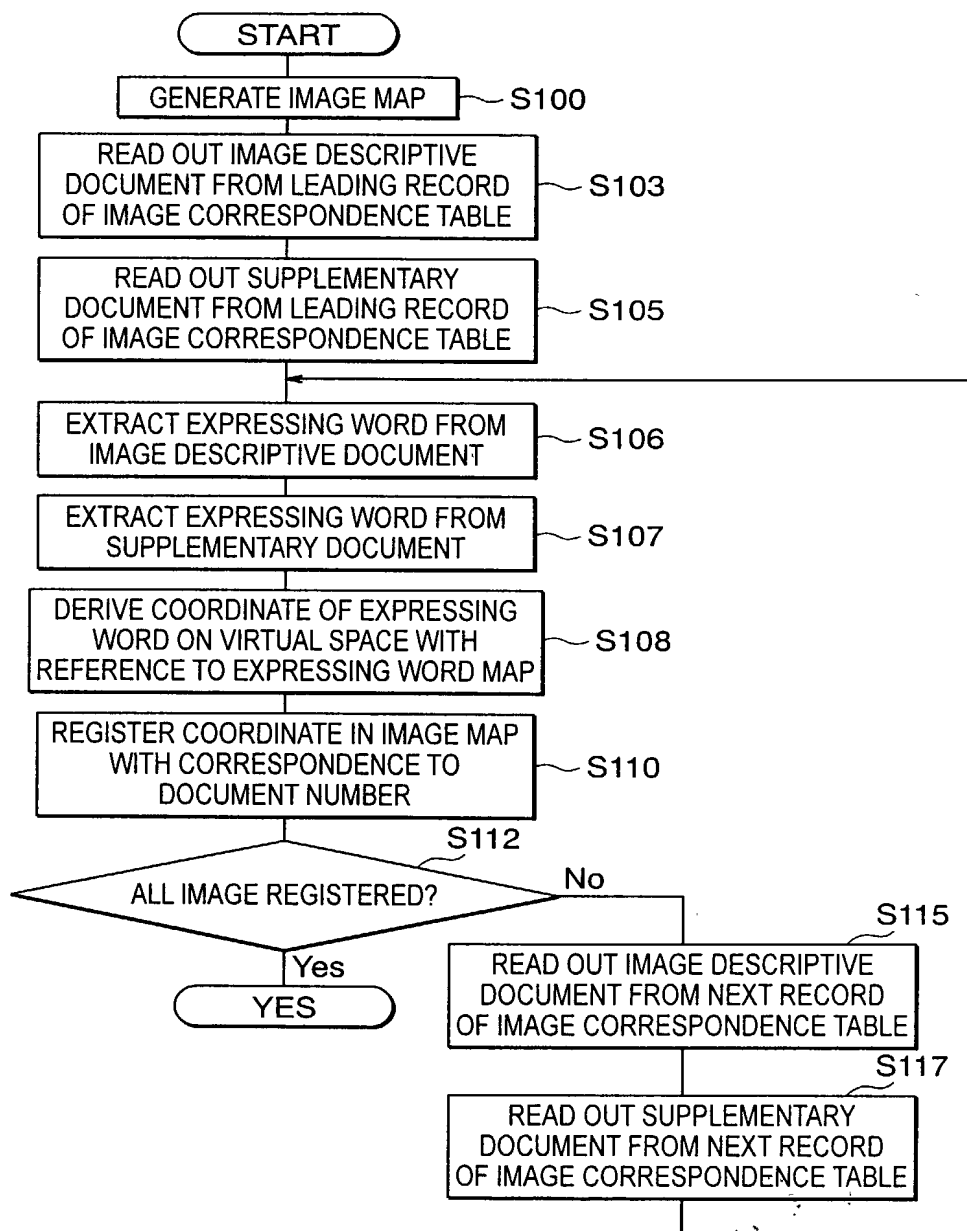 START
GENERATE IMAGE MAP
S100
READ OUT IMAGE DESCRIPTIVE
DOCUMENT FROM LEADING RECORD
OF IMAGE CORRESPONDENCE TABLE
S103
READ OUT SUPPLEMENTARY
DOCUMENT FROM LEADING RECORD
OF IMAGE CORRESPONDENCE TABLE
S105
EXTRACT EXPRESSING WORD FROM
IMAGE DESCRIPTIVE DOCUMENT
S106
EXTRACT EXPRESSING WORD FROM
SUPPLEMENTARY DOCUMENT
S107
DERIVE COORDINATE OF EXPRESSING
WORD ON VIRTUAL SPACE WITH
REFERENCE TO EXPRESSING WORD MAP
S108
REGISTER COORDINATE IN IMAGE MAP
WITH CORRESPONDENCE TO
DOCUMENT NUMBER
S110
S112
ALL IMAGE REGISTERED?
No
Yes
YES
S115
READ OUT IMAGE DESCRIPTIVE
DOCUMENT FROM NEXT RECORD
OF IMAGE CORRESPONDENCE TABLE
S117
READ OUT SUPPLEMENTARY
DOCUMENT FROM NEXT RECORD
OF IMAGE CORRESPONDENCE TABLE